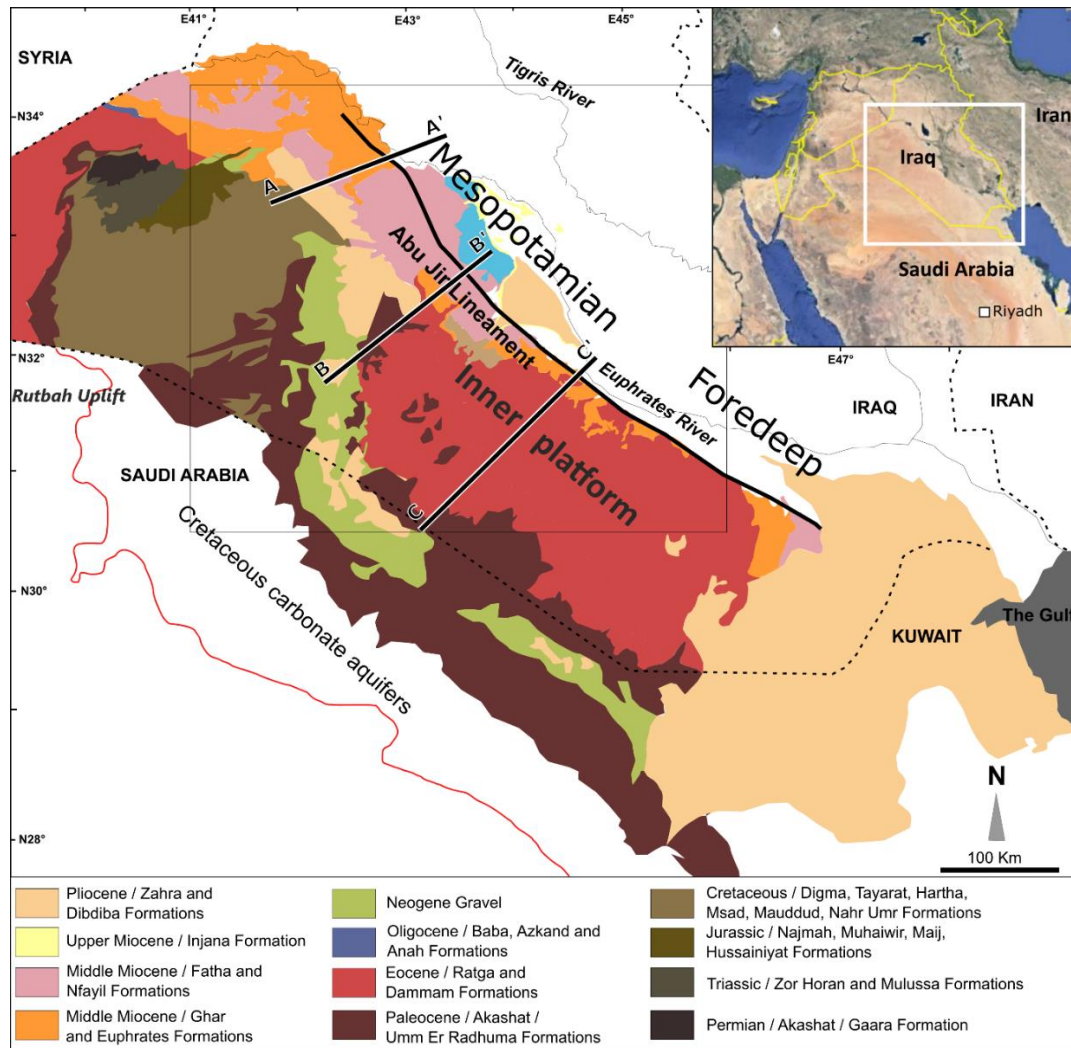 E41°
E43°
E45°
SYRIA
Tigris River
N34°
A
A'
Mesopotamian
Abu Jir Lineament
B'
B
N32°
Rutbah Uplift
C'
Euphrates River
Foredeep
E47°
IRAQ
IRAN
Inner platform
SAUDI ARABIA
C
Cretaceous carbonate aquifers
N30°
KUWAIT
The Gulf
N28°
N
100 Km
Iran
Iraq
Saudi Arabia
Riyadh
Pliocene / Zahra and
Dibdiba Formations
Upper Miocene / Injana Formation
Middle Miocene / Fatha and
Nfayil Formations
Middle Miocene / Ghar
and Euphrates Formations
Neogene Gravel
Oligocene / Baba, Azkand and
Anah Formations
Eocene / Ratga and
Dammam Formations
Paleocene / Akashat /
Umm Er Radhuma Formations
Cretaceous / Digma, Tayarat, Hartha,
Msad, Mauddud, Nahr Umr Formations
Jurassic / Najmah, Muhaiwir, Maij,
Hussainiyat Formations
Triassic / Zor Horan and Mulussa Formations
Permian / Akashat / Gaara Formation